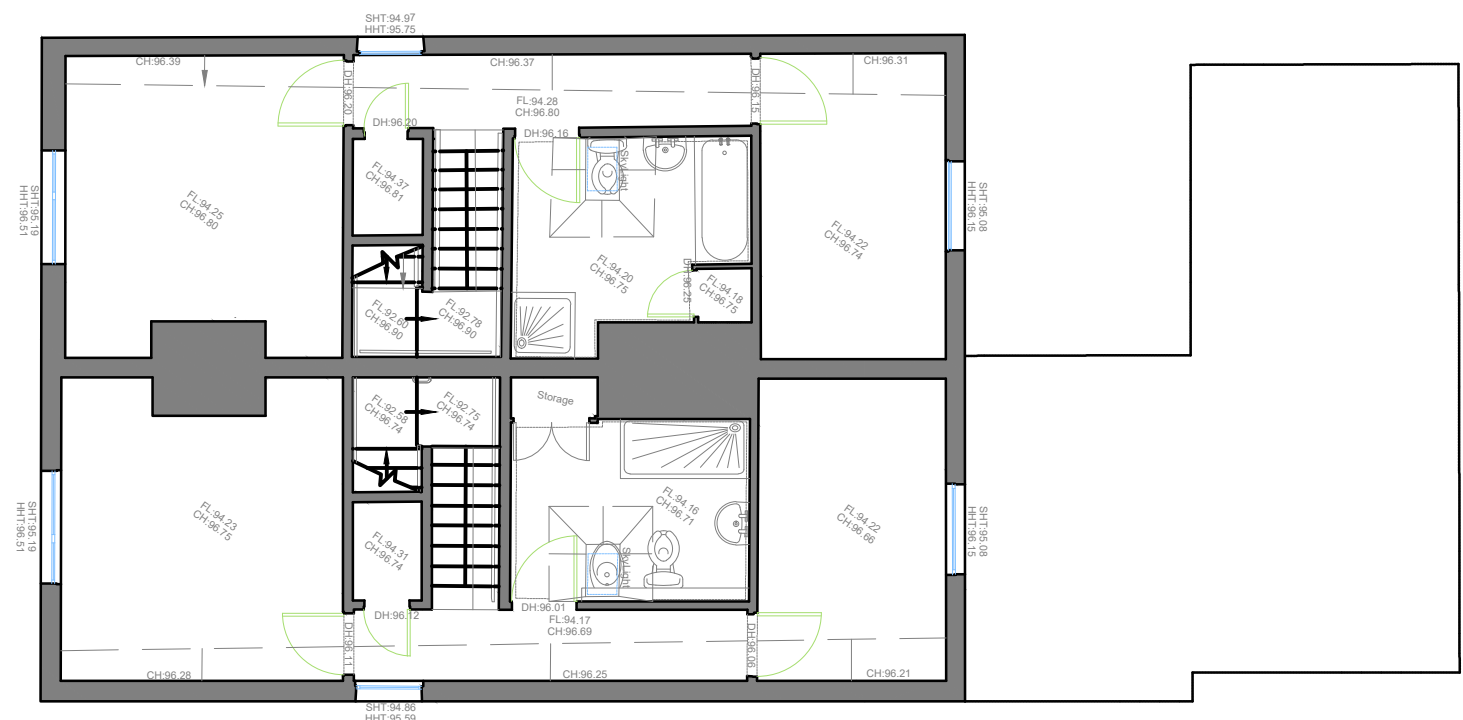 SHT:94.97
HHT:95.75
CH:96.39
CH:96.37
CH:96.31
DH:96.20
DH:96.15
FL:94.28
CH:96.80
DH:96.20
DH:96.16
SkyLight
FL:94.37
CH:96.81
SHT:95.19
HHT:96.51
FL:94.25
CH:96.80
SHT:95.08
HHT:96.15
FL:94.22
CH:96.74
FL:94.20
CH:96.75
DH:96.25
FL:94.18
CH:96.75
FL:92.60
CH:96.90
FL:92.78
CH:96.90
FL:92.58
CH:96.74
FL:92.75
CH:96.74
Storage
SHT:95.19
HHT:96.51
FL:94.23
CH:96.75
FL:94.16
CH:96.71
FL:94.22
CH:96.66
SHT:95.08
HHT:96.15
FL:94.31
CH:96.74
SkyLight
DH:96.12
DH:96.01
FL:94.17
CH:96.69
DH:96.11
DH:96.06
CH:96.28
CH:96.25
CH:96.21
SHT:94.86
HHT:95.59